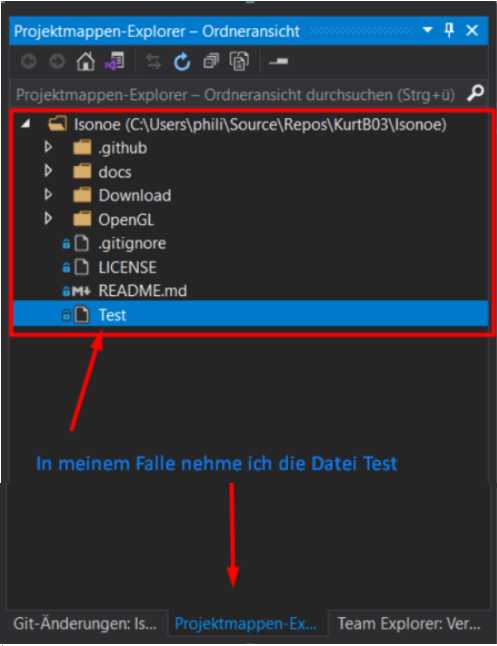 Projektmappen-Explorer – Ordneransicht
Projektmappen-Explorer – Ordneransicht durchsuchen (Strg+ü)
Isonoe (C:\Users\phili\Source\Repos\KurtB03\Isonoe)
.github
docs
Download
OpenGL
.gitignore
LICENSE
M+ README.md
Test
In meinem Falle nehme ich die Datei Test
Git-Änderungen: Is... Projektmappen-Ex... Team Explorer: Ver...